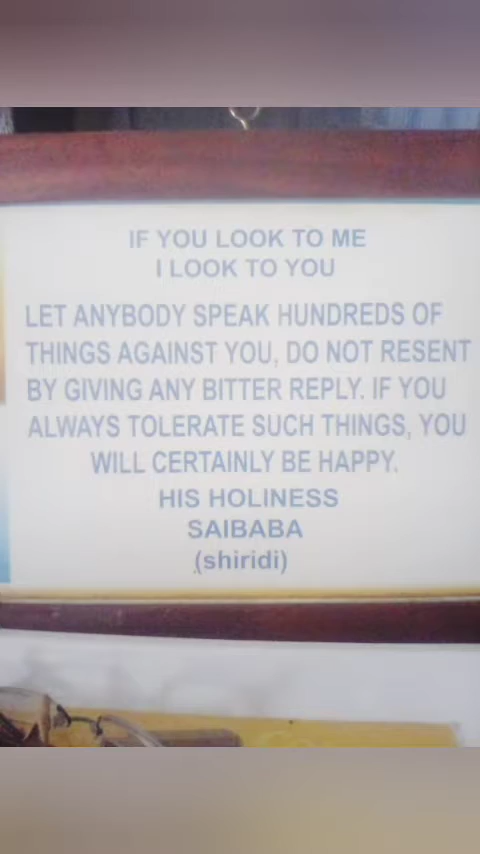 IF YOU LOOK TO ME
I LOOK TO YOU
LET ANYBODY SPEAK HUNDREDS OF
THINGS AGAINST YOU, DO NOT RESENT
BY GIVING ANY BITTER REPLY. IF YOU
ALWAYS TOLERATE SUCH THINGS, YOU
WILL CERTAINLY BE HAPPY.
HIS HOLINESS
SAIBABA
(shiridi)